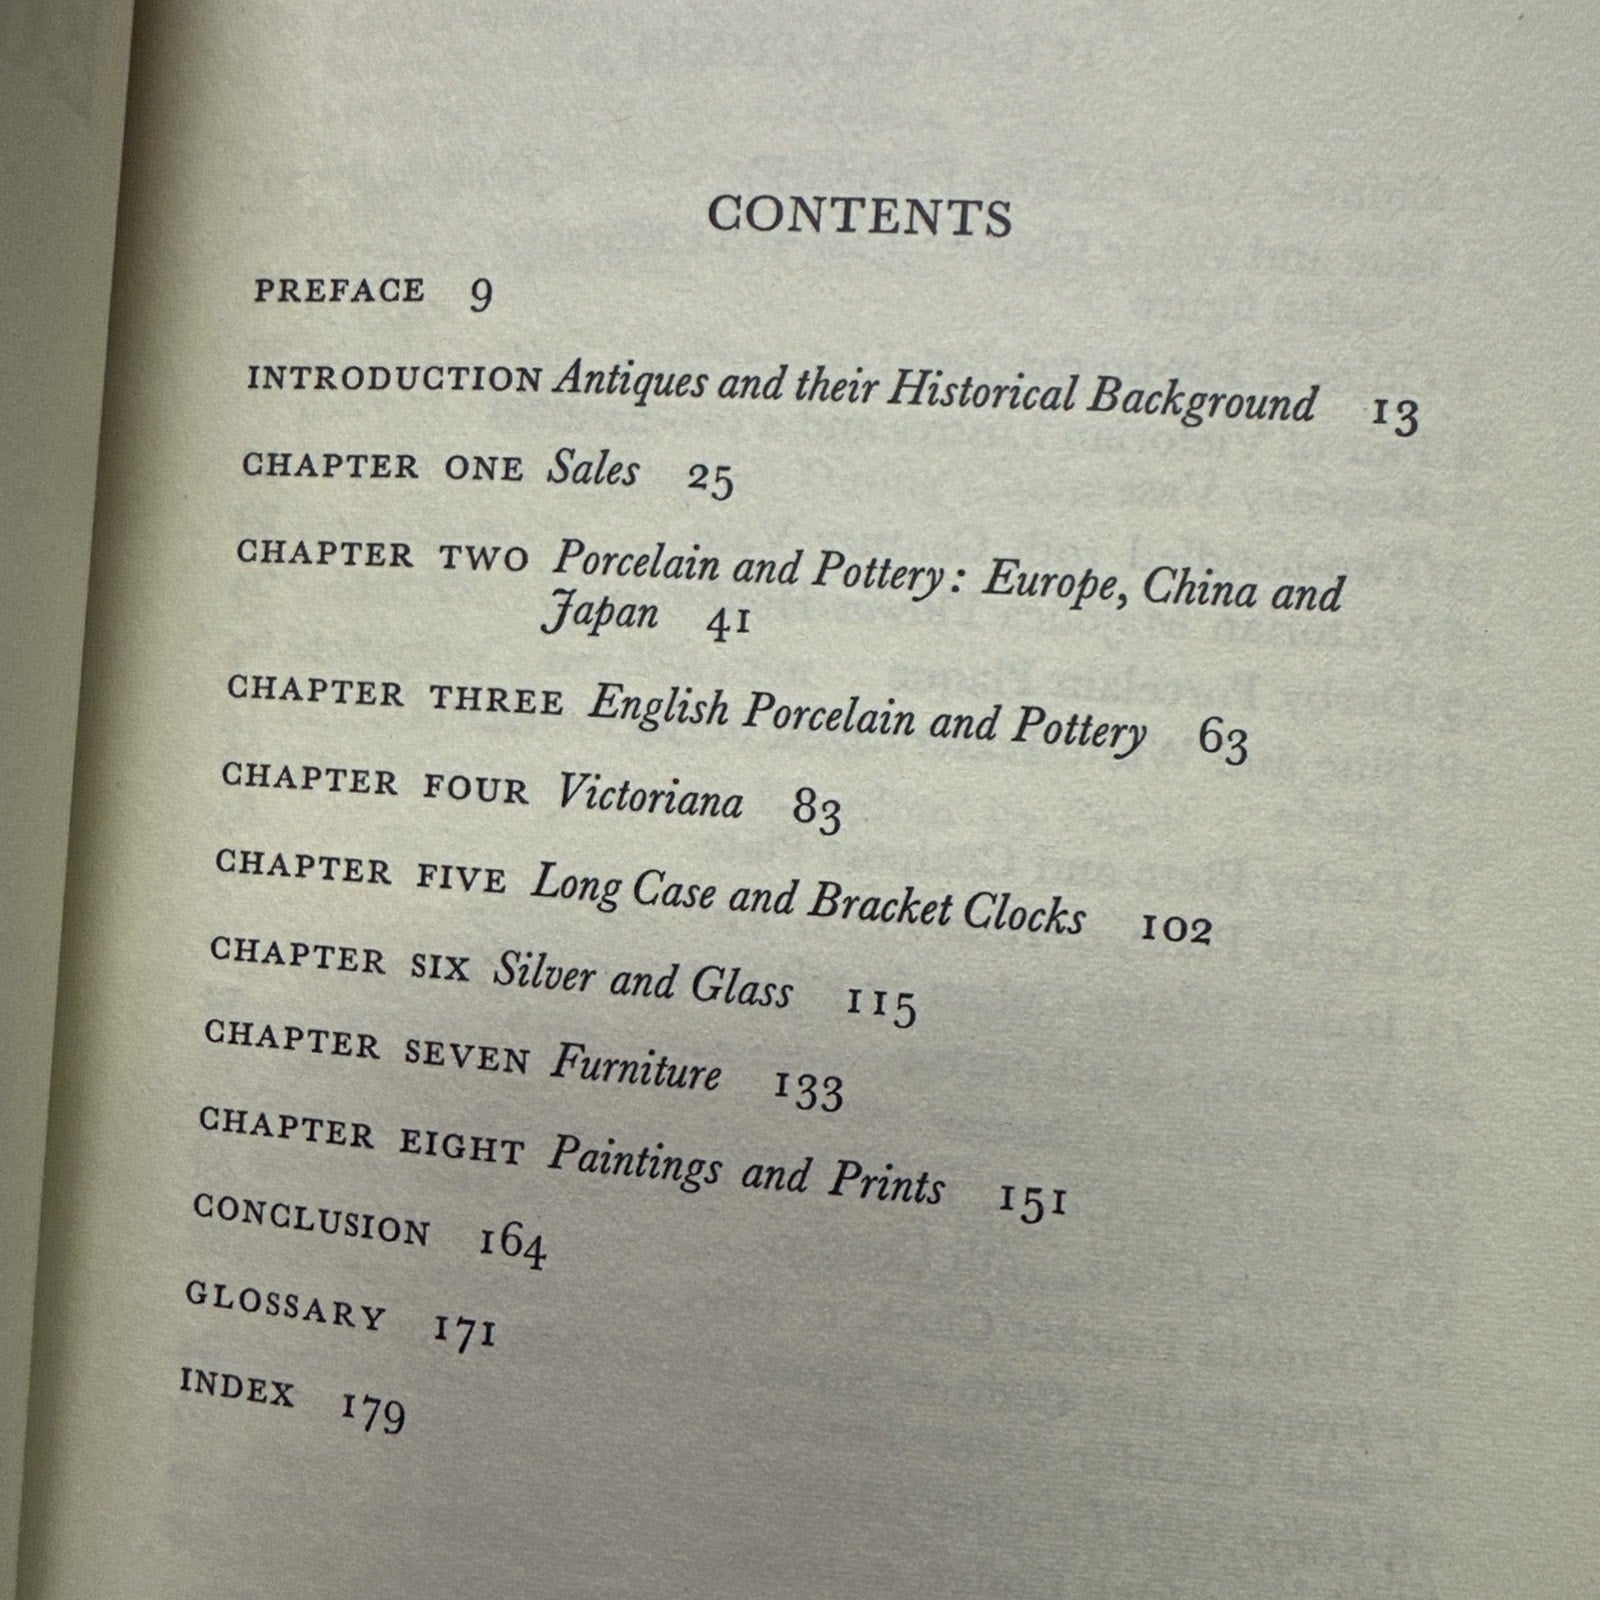 CONTENTS
PREFACE 9
INTRODUCTION Antiques and their Historical Background 13
CHAPTER ONE Sales 25
CHAPTER TWO Porcelain and Pottery: Europe, China and
Japan 41
CHAPTER THREE English Porcelain and Pottery 63
CHAPTER FOUR Victoriana 83
CHAPTER FIVE Long Case and Bracket Clocks 102
CHAPTER SIX Silver and Glass 115
CHAPTER SEVEN Furniture 133
CHAPTER EIGHT Paintings and Prints 151
CONCLUSION 164
GLOSSARY 171
INDEX 179